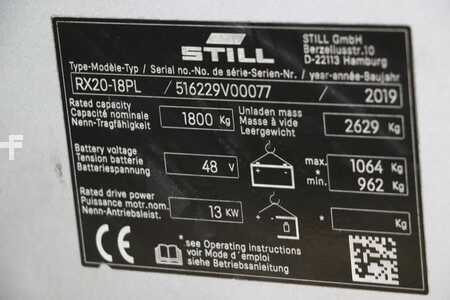 STILL
STILL GmbH
Berzeliusstr.10
D-22113 Hamburg
Type-Modèle-Typ / Serial no.-No. de série-Serien-Nr. / year-année-Baujahr
RX20-18PL / 516229V00077 / 2019
Rated capacity
Capacité nominale
Nenn-Tragfähigkeit
1800 Kg
Unladen mass
Masse à vide
Leergewicht
2629 Kg
Battery voltage
Tension batterie
Batteriespannung
48 V
max. 1064 Kg
*
min. 962 Kg
Rated drive power
Puissance motr.nom.
Nenn-Antriebsleist.
13 KW
* Kg
CE
*see Operating instructions
voir Mode d'emploi
siehe Betriebsanleitung
F